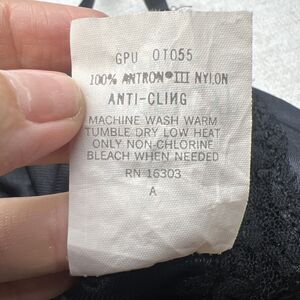 GPU OT055
100% ANTRON® III NYLON
ANTI-CLING
MACHINE WASH WARM
TUMBLE DRY LOW HEAT
ONLY NON-CHLORINE
BLEACH WHEN NEEDED
RN 16303
A